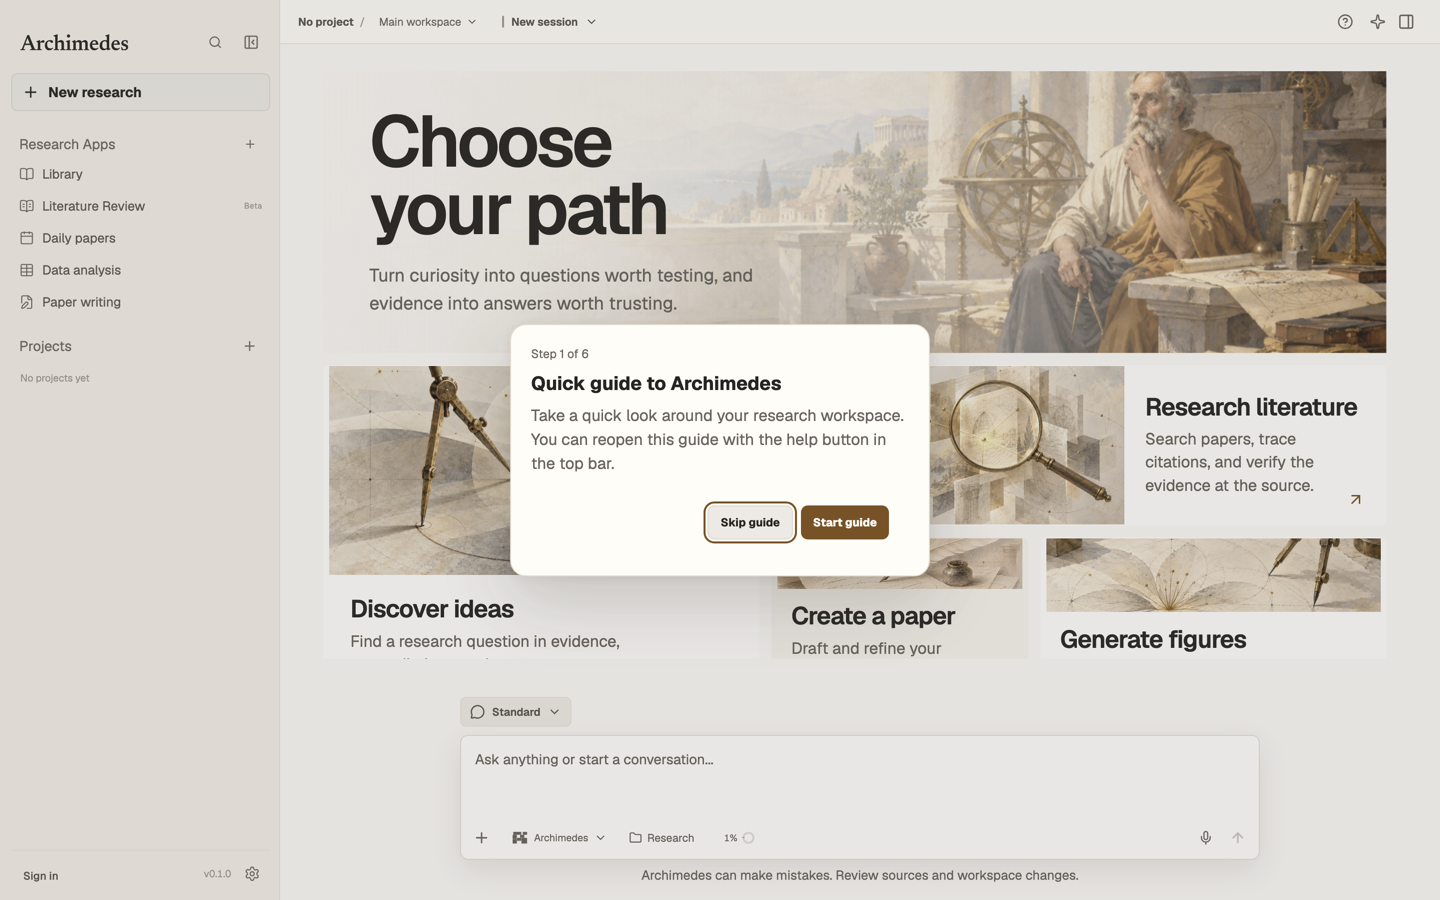 Archimedes
New research
Research Apps
Library
Literature Review
Beta
Daily papers
Data analysis
Paper writing
Projects
No projects yet
Sign in
v0.1.0
No project / Main workspace
New session
Choose
your path
Turn curiosity into questions worth testing, and
evidence into answers worth trusting.
Step 1 of 6
Quick guide to Archimedes
Take a quick look around your research workspace.
You can reopen this guide with the help button in
the top bar.
Skip guide
Start guide
Research literature
Search papers, trace
citations, and verify the
evidence at the source.
Discover ideas
Find a research question in evidence,
Create a paper
Draft and refine your
Generate figures
Standard
Ask anything or start a conversation...
Archimedes
Research
1%
Archimedes can make mistakes. Review sources and workspace changes.